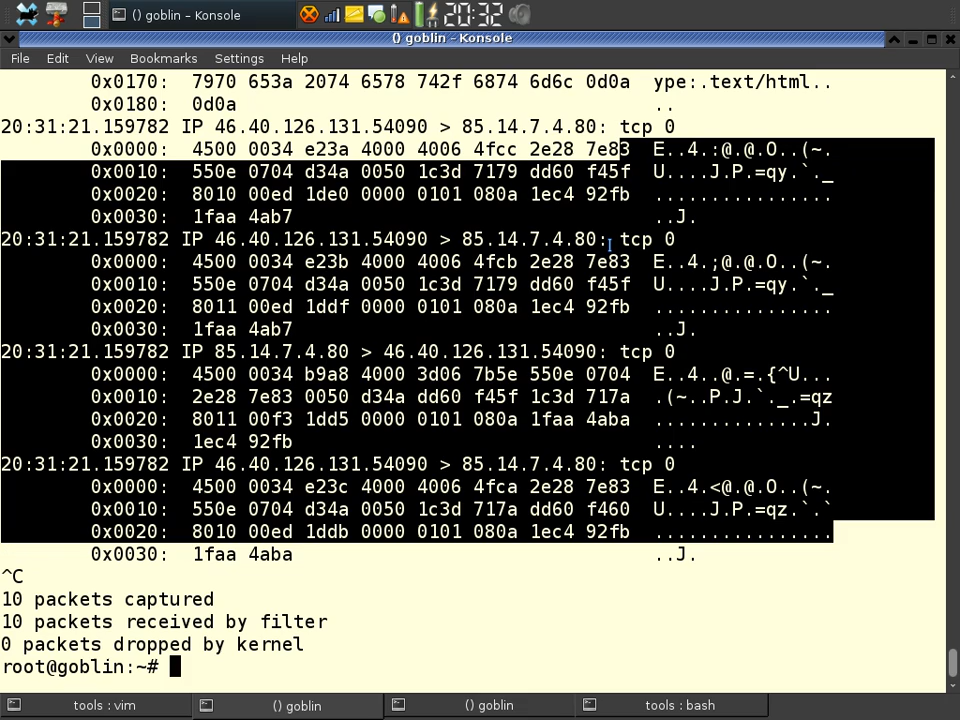 () goblin - Konsole
20:32
() goblin - Konsole
File Edit View Bookmarks Settings Help
0x0170: 7970 653a 2074 6578 742f 6874 6d6c 0d0a ype:.text/html..
0x0180: 0d0a ..
20:31:21.159782 IP 46.40.126.131.54090 > 85.14.7.4.80: tcp 0
0x0000: 4500 0034 e23a 4000 4006 4fcc 2e28 7e83 E..4.:@.@.O..(~.
0x0010: 550e 0704 d34a 0050 1c3d 7179 dd60 f45f U....J.P.=qy.`._
0x0020: 8010 00ed 1de0 0000 0101 080a 1ec4 92fb ................
0x0030: 1faa 4ab7 ..J.
20:31:21.159782 IP 46.40.126.131.54090 > 85.14.7.4.80: tcp 0
0x0000: 4500 0034 e23b 4000 4006 4fcb 2e28 7e83 E..4.;@.@.O..(~.
0x0010: 550e 0704 d34a 0050 1c3d 7179 dd60 f45f U....J.P.=qy.`._
0x0020: 8011 00ed 1ddf 0000 0101 080a 1ec4 92fb ................
0x0030: 1faa 4ab7 ..J.
20:31:21.159782 IP 85.14.7.4.80 > 46.40.126.131.54090: tcp 0
0x0000: 4500 0034 b9a8 4000 3d06 7b5e 550e 0704 E..4..@.=.{^U...
0x0010: 2e28 7e83 0050 d34a dd60 f45f 1c3d 717a .(~..P.J.`._.=qz
0x0020: 8011 00f3 1dd5 0000 0101 080a 1faa 4aba ..............J.
0x0030: 1ec4 92fb ....
20:31:21.159782 IP 46.40.126.131.54090 > 85.14.7.4.80: tcp 0
0x0000: 4500 0034 e23c 4000 4006 4fca 2e28 7e83 E..4.<@.@.O..(~.
0x0010: 550e 0704 d34a 0050 1c3d 717a dd60 f460 U....J.P.=qz.`.`
0x0020: 8010 00ed 1ddb 0000 0101 080a 1ec4 92fb ................
0x0030: 1faa 4aba ..J.
^C
10 packets captured
10 packets received by filter
0 packets dropped by kernel
root@goblin:~#
tools : vim () goblin () goblin tools : bash